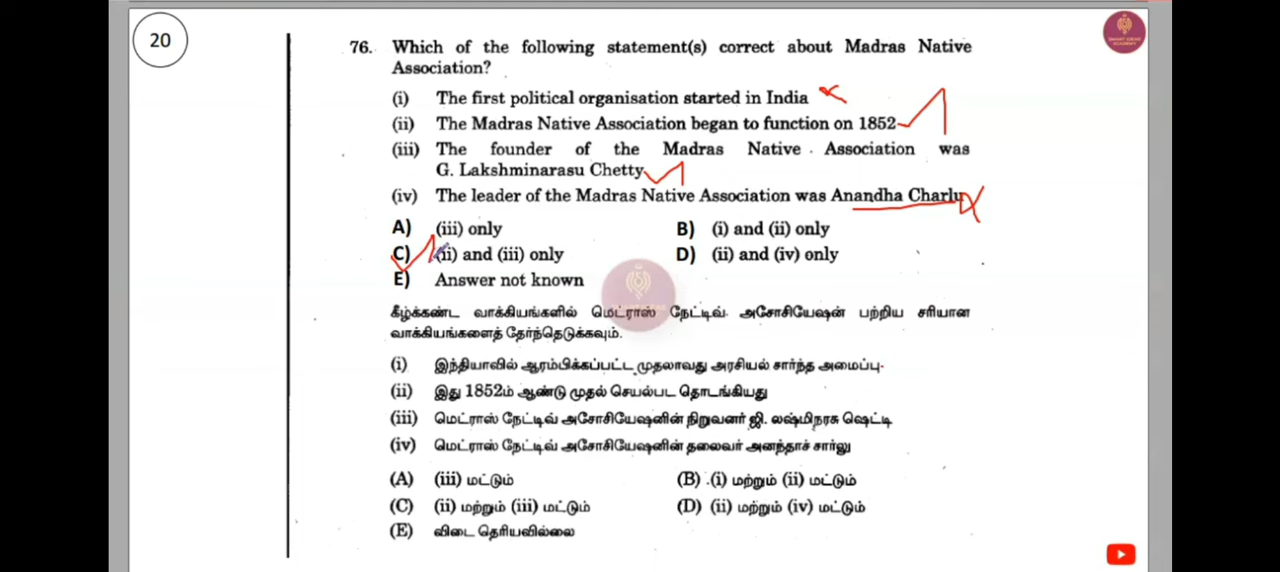 20
76. Which of the following statement(s) correct about Madras Native
Association?
(i) The first political organisation started in India
(ii) The Madras Native Association began to function on 1852
(iii) The founder of the Madras Native Association was
G. Lakshminarasu Chetty
(iv) The leader of the Madras Native Association was Anandha Charlu
A) (iii) only B) (i) and (ii) only
C) (ii) and (iii) only D) (ii) and (iv) only
E) Answer not known
கீழ்க்கண்ட வாக்கியங்களில் மெட்ராஸ் நேட்டிவ் அசோசியேஷன் பற்றிய சரியான
வாக்கியங்களைத் தேர்ந்தெடுக்கவும்.
(i) இந்தியாவில் ஆரம்பிக்கப்பட்ட முதலாவது அரசியல் சார்ந்த அமைப்பு.
(ii) இது 1852ம் ஆண்டு முதல் செயல்பட தொடங்கியது
(iii) மெட்ராஸ் நேட்டிவ் அசோசியேஷனின் நிறுவனர் ஜி. லஷ்மிநரசு ஷெட்டி
(iv) மெட்ராஸ் நேட்டிவ் அசோசியேஷனின் தலைவர் அனந்தாச் சார்லு
(A) (iii) மட்டும் (B) (i) மற்றும் (ii) மட்டும்
(C) (ii) மற்றும் (iii) மட்டும் (D) (ii) மற்றும் (iv) மட்டும்
(E) விடை தெரியவில்லை